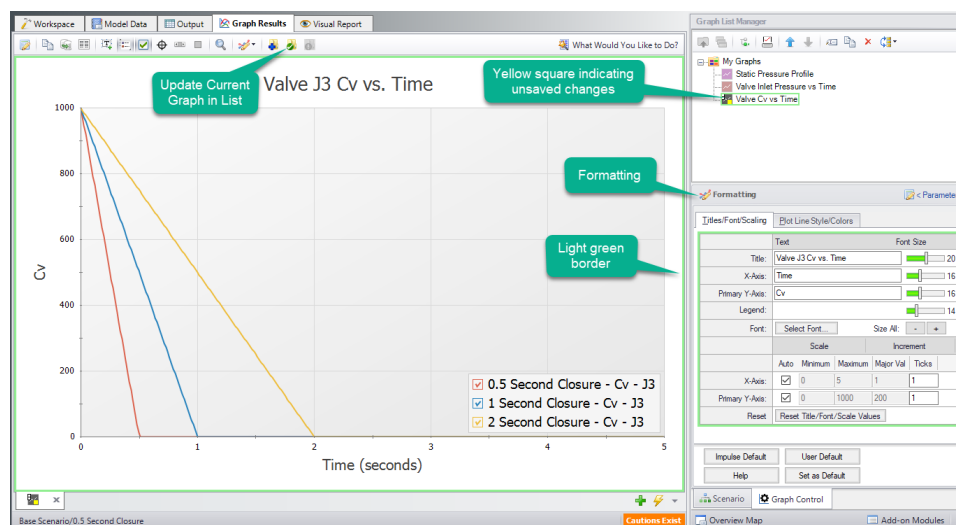 Workspace
Model Data
Output
Graph Results
Visual Report
What Would You Like to Do?
Update Current
Graph in List
Valve J3 Cv vs. Time
Cv
1000
800
600
400
200
0
0
1
2
3
4
5
Time (seconds)
0.5 Second Closure - Cv - J3
1 Second Closure - Cv - J3
2 Second Closure - Cv - J3
Base Scenario/0.5 Second Closure
Cautions Exist
Graph List Manager
My Graphs
Static Pressure Profile
Valve Inlet Pressure vs Time
Valve Cv vs Time
Yellow square indicating
unsaved changes
Formatting
Light green
border
Formatting
< Parameter
Titles/Font/Scaling
Plot Line Style/Colors
Text Font Size
Title: Valve J3 Cv vs. Time 20
X-Axis: Time 16
Primary Y-Axis: Cv 16
Legend: 14
Font: Select Font... Size All: - +
Scale Increment
Auto Minimum Maximum Major Val Ticks
X-Axis: 0 5 1 1
Primary Y-Axis: 0 1000 200 1
Reset Reset Title/Font/Scale Values
Impulse Default User Default
Help Set as Default
Scenario Graph Control
Overview Map Add-on Modules